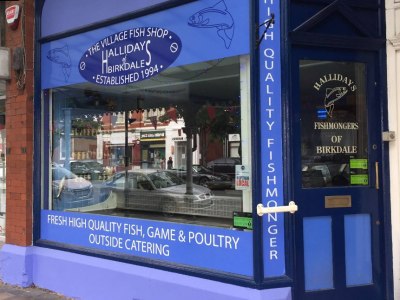 • THE VILLAGE FISH SHOP •
HALLIDAYS
of
BIRKDALE
ESTABLISHED 1994
HIGH QUALITY FISHMONGER
HALLIDAYS
FISHMONGERS
OF
BIRKDALE
FRESH HIGH QUALITY FISH, GAME & POULTRY
OUTSIDE CATERING